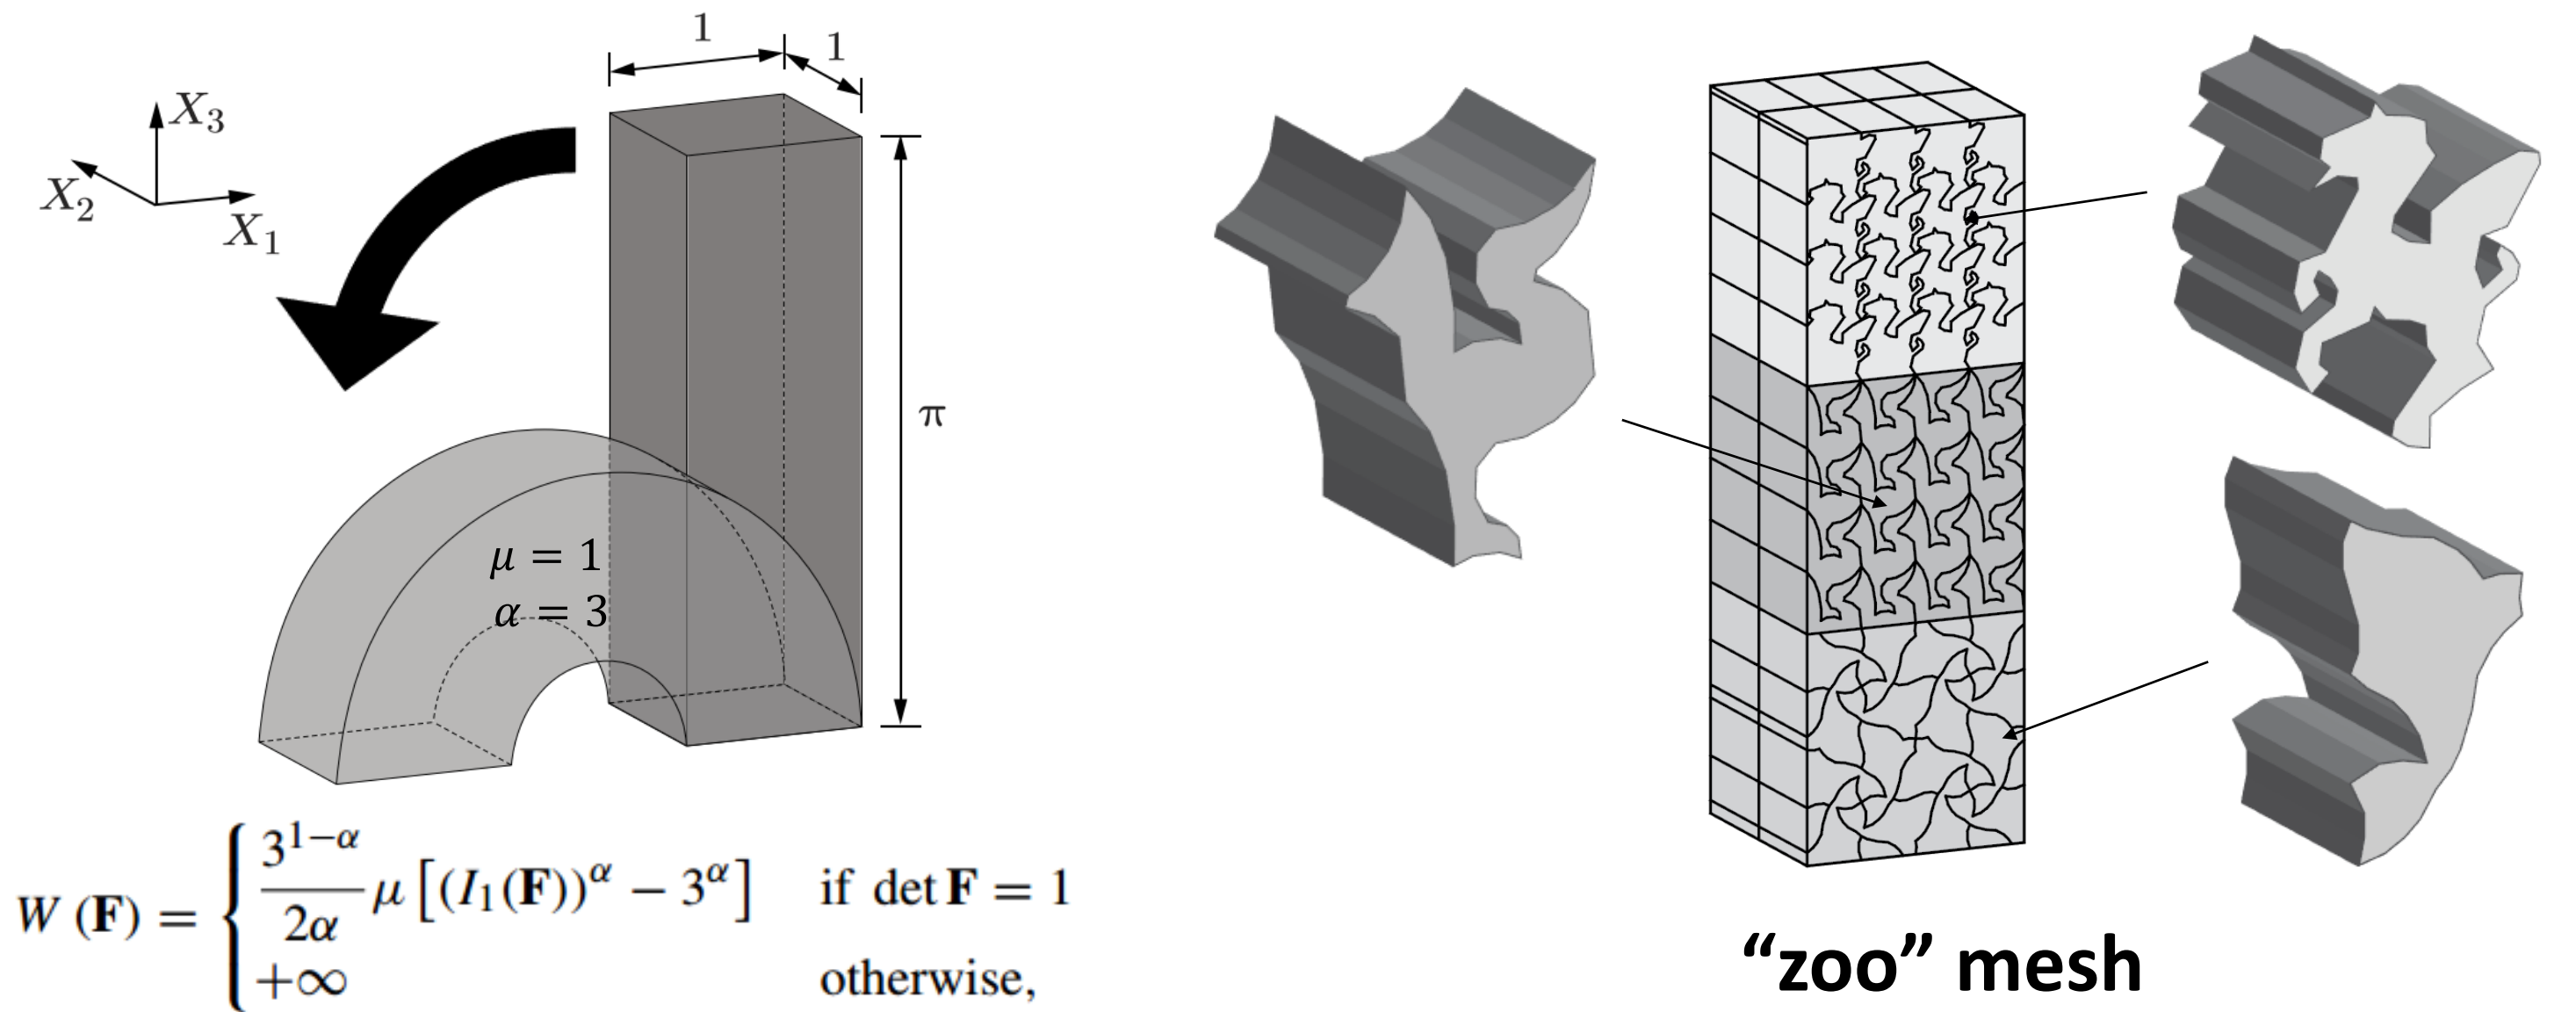 1
1
X₃
X₂
X₁
π
μ = 1
α = 3
W (F) = { 3^{1−α}/2α μ [(I₁(F))^α − 3^α] if det F = 1
+∞ otherwise,
“zoo” mesh